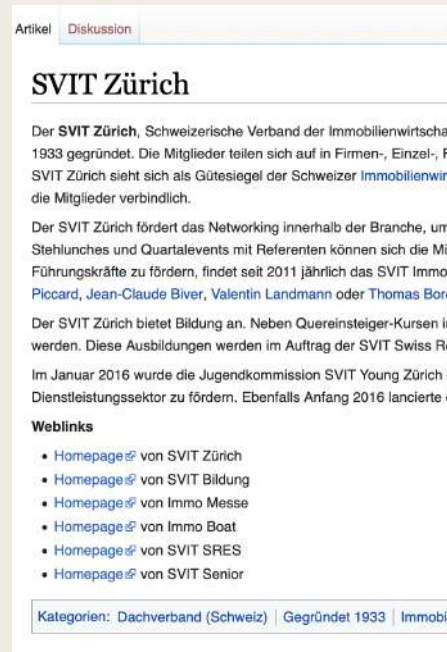 Artikel Diskussion
SVIT Zürich
Der SVIT Zürich, Schweizerische Verband der Immobilienwirtscha
1933 gegründet. Die Mitglieder teilen sich auf in Firmen-, Einzel-,
SVIT Zürich sieht sich als Gütesiegel der Schweizer Immobilienwir
die Mitglieder verbindlich.
Der SVIT Zürich fördert das Networking innerhalb der Branche, um
Stehlunches und Quartalevents mit Referenten können sich die Mi
Führungskräfte zu fördern, findet seit 2011 jährlich das SVIT Immo
Piccard, Jean-Claude Biver, Valentin Landmann oder Thomas Bor
Der SVIT Zürich bietet Bildung an. Neben Quereinsteiger-Kursen i
werden. Diese Ausbildungen werden im Auftrag der SVIT Swiss R
Im Januar 2016 wurde die Jugendkommission SVIT Young Zürich
Dienstleistungssektor zu fördern. Ebenfalls Anfang 2016 lancierte
Weblinks
• Homepage von SVIT Zürich
• Homepage von SVIT Bildung
• Homepage von Immo Messe
• Homepage von Immo Boat
• Homepage von SVIT SRES
• Homepage von SVIT Senior
Kategorien: Dachverband (Schweiz) | Gegründet 1933 | Immobi